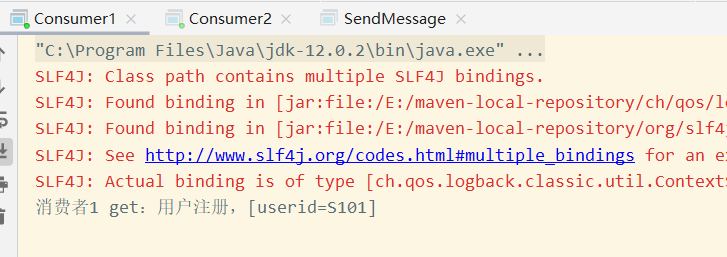 Consumer1 Consumer2 SendMessage
"C:\Program Files\Java\jdk-12.0.2\bin\java.exe" ...
SLF4J: Class path contains multiple SLF4J bindings.
SLF4J: Found binding in [jar:file:/E:/maven-local-repository/ch/qos/
SLF4J: Found binding in [jar:file:/E:/maven-local-repository/org/slf4
SLF4J: See http://www.slf4j.org/codes.html#multiple_bindings for an
SLF4J: Actual binding is of type [ch.qos.logback.classic.util.Context
消费者1 get：用户注册，[userid=S101]